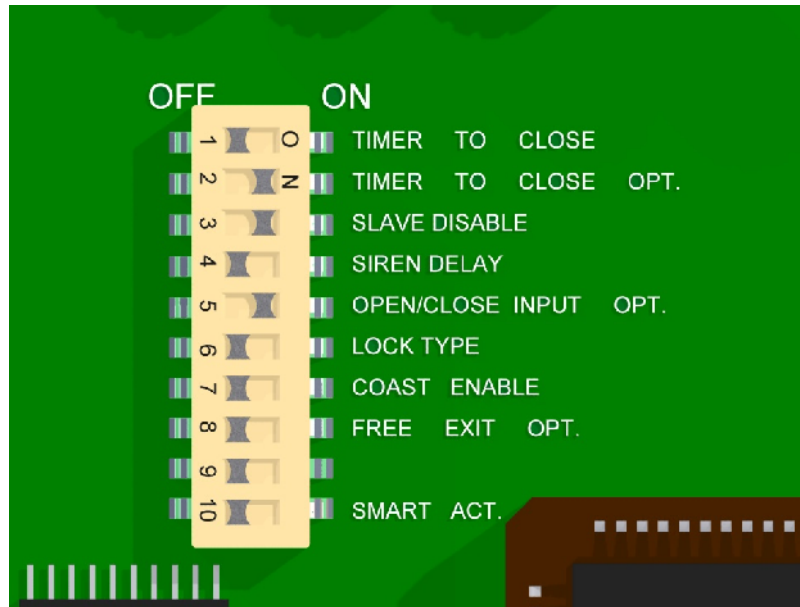 OFF ON
1 O TIMER TO CLOSE
2 N TIMER TO CLOSE OPT.
3 SLAVE DISABLE
4 SIREN DELAY
5 OPEN/CLOSE INPUT OPT.
6 LOCK TYPE
7 COAST ENABLE
8 FREE EXIT OPT.
9
10 SMART ACT.